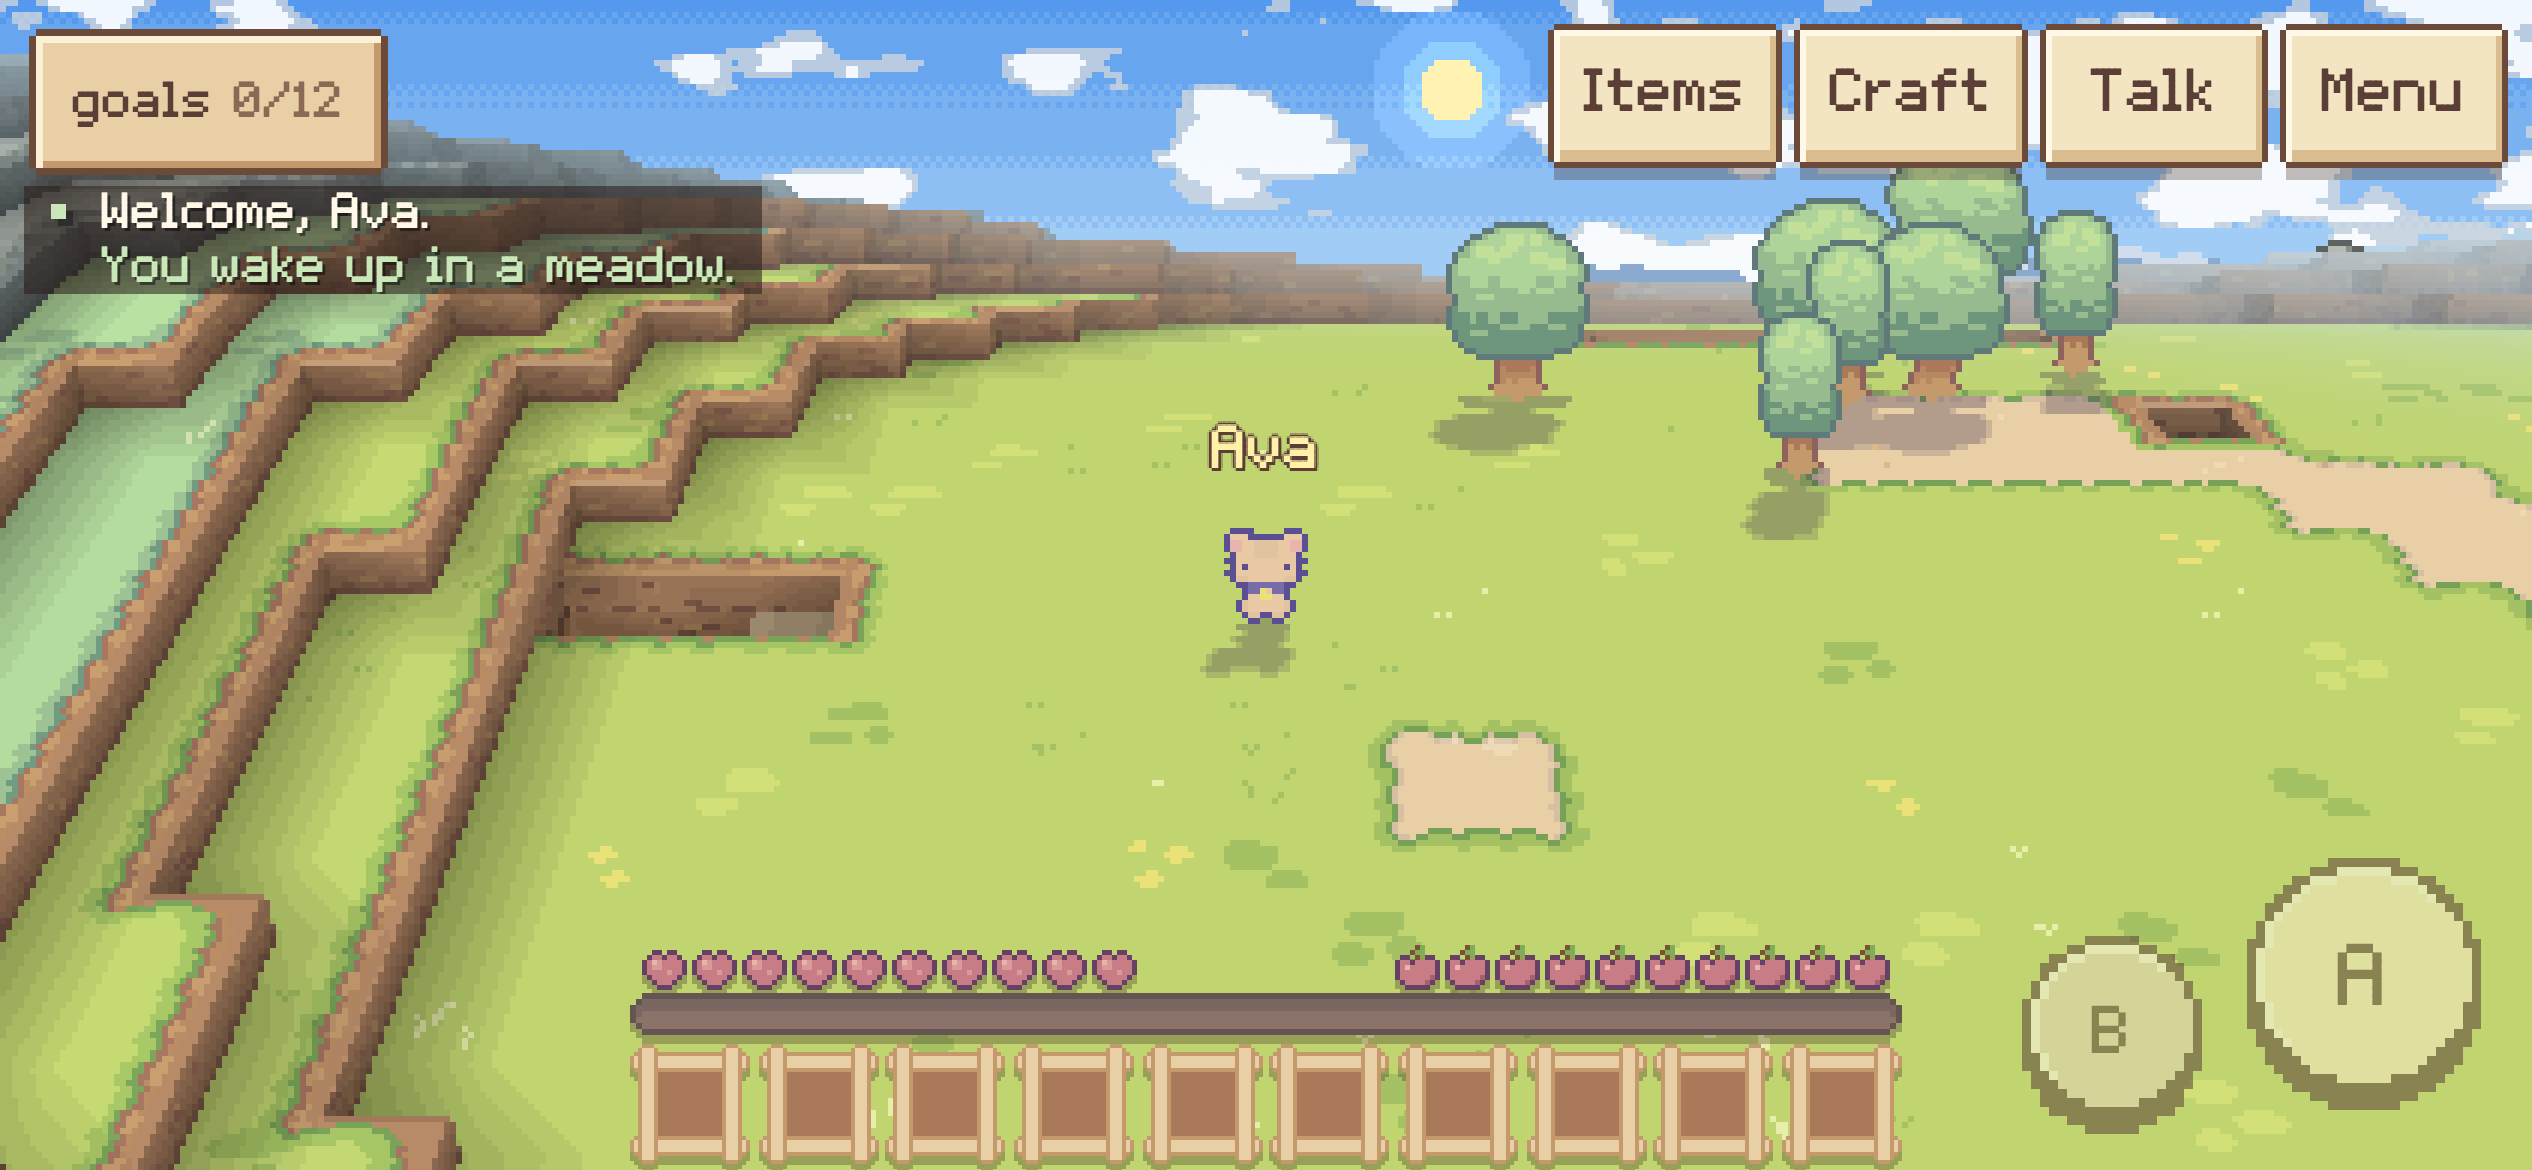 goals 0/12
Items
Craft
Talk
Menu
Welcome, Ava.
You wake up in a meadow.
Ava
A
B